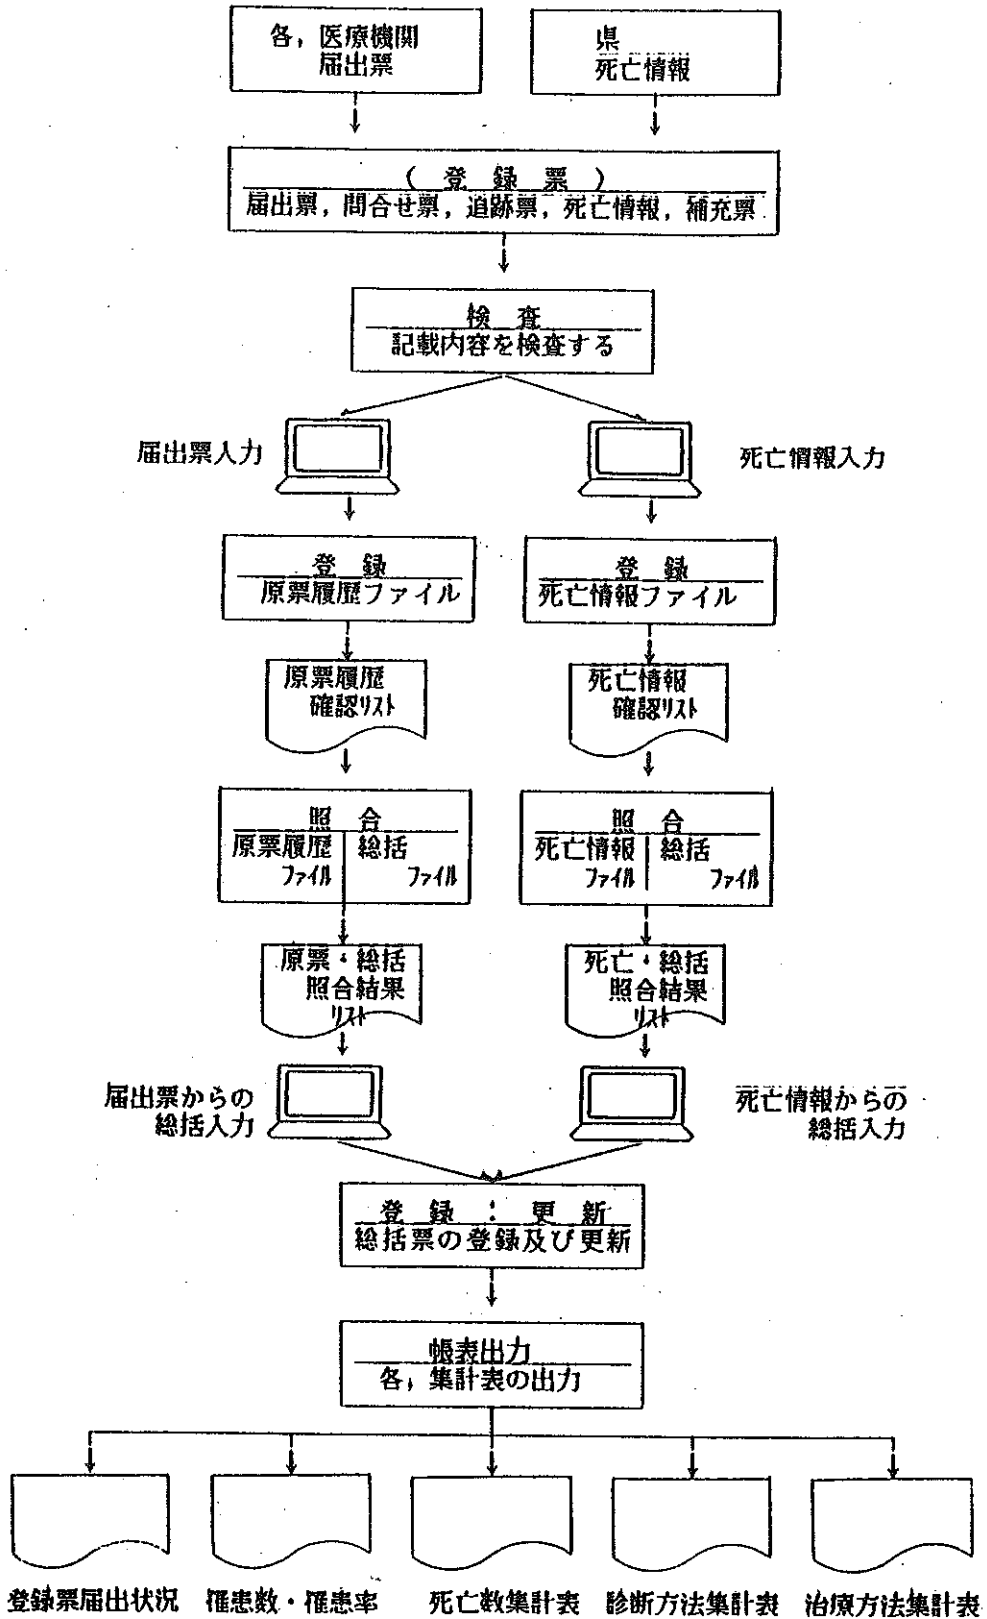 各，医療機関
届出票
県
死亡情報
（登録票）
届出票，問合せ票，追跡票，死亡情報，補充票
検査
記載内容を検査する
届出票入力
死亡情報入力
登録
原票履歴ファイル
登録
死亡情報ファイル
原票履歴
確認リスト
死亡情報
確認リスト
照合
原票履歴 総括
ファイル ファイル
照合
死亡情報 総括
ファイル ファイル
原票・総括
照合結果
リスト
死亡・総括
照合結果
リスト
届出票からの
総括入力
死亡情報からの
総括入力
登録：更新
総括票の登録及び更新
帳表出力
各，集計表の出力
登録票届出状況
罹患数・罹患率
死亡数集計表
診断方法集計表
治療方法集計表